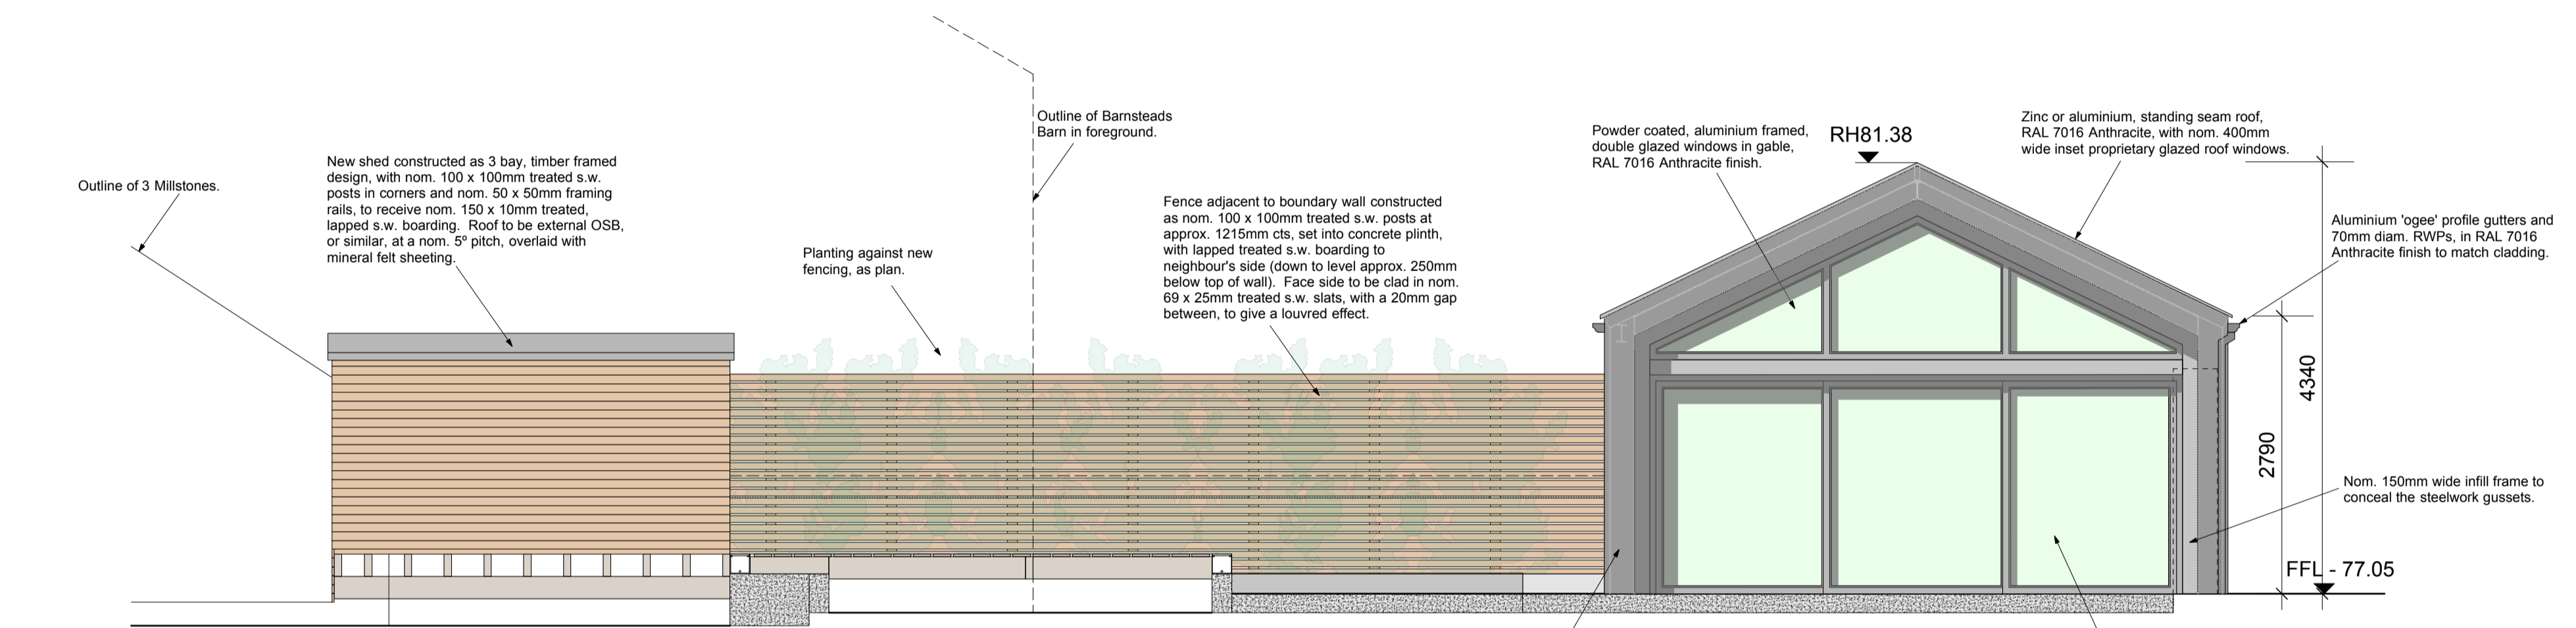 Outline of 3 Millstones.
New shed constructed as 3 bay, timber framed
design, with nom. 100 x 100mm treated s.w.
posts in corners and nom. 50 x 50mm framing
rails, to receive nom. 150 x 10mm treated,
lapped s.w. boarding.  Roof to be external OSB,
or similar, at a nom. 5º pitch, overlaid with
mineral felt sheeting.
Planting against new
fencing, as plan.
Outline of Barnsteads
Barn in foreground.
Fence adjacent to boundary wall constructed
as nom. 100 x 100mm treated s.w. posts at
approx. 1215mm cts, set into concrete plinth,
with lapped treated s.w. boarding to
neighbour's side (down to level approx. 250mm
below top of wall).  Face side to be clad in nom.
69 x 25mm treated s.w. slats, with a 20mm gap
between, to give a louvred effect.
Powder coated, aluminium framed,
double glazed windows in gable,
RAL 7016 Anthracite finish.
RH81.38
Zinc or aluminium, standing seam roof,
RAL 7016 Anthracite, with nom. 400mm
wide inset proprietary glazed roof windows.
Aluminium 'ogee' profile gutters and
70mm diam. RWPs, in RAL 7016
Anthracite finish to match cladding.
4340
2790
Nom. 150mm wide infill frame to
conceal the steelwork gussets.
FFL - 77.05